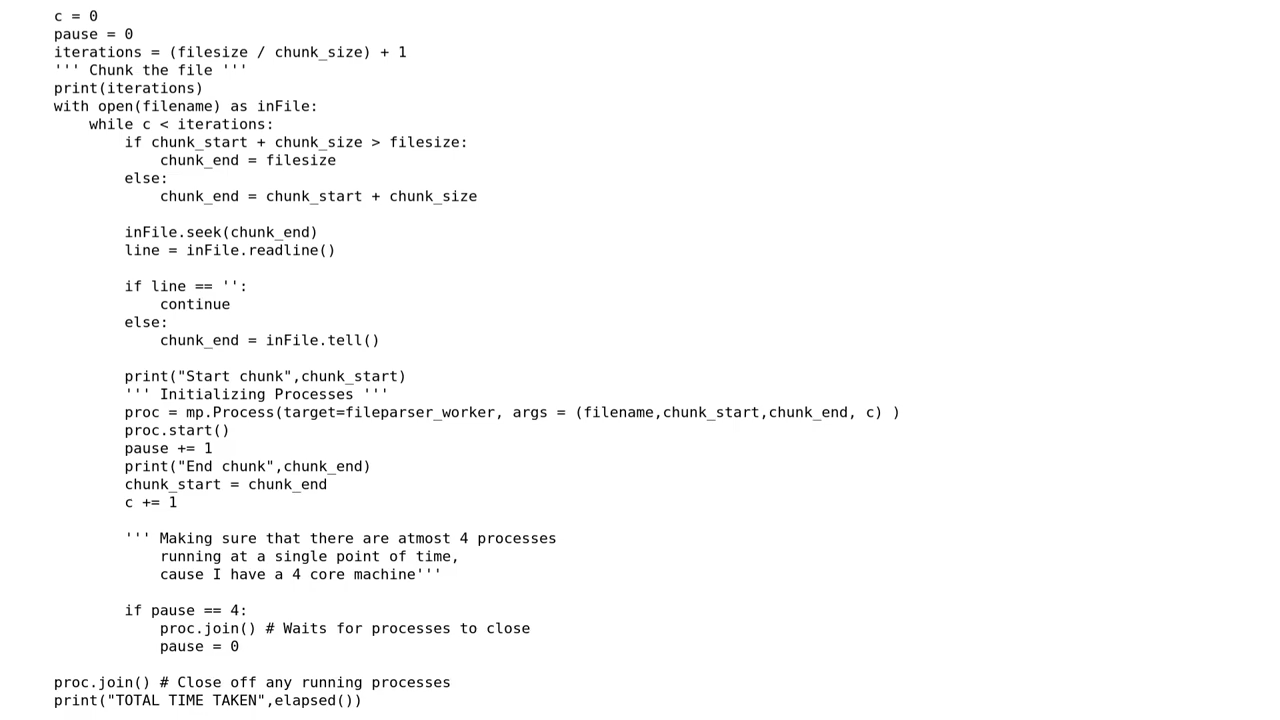 c = 0
pause = 0
iterations = (filesize / chunk_size) + 1
''' Chunk the file '''
print(iterations)
with open(filename) as inFile:
    while c < iterations:
        if chunk_start + chunk_size > filesize:
            chunk_end = filesize
        else:
            chunk_end = chunk_start + chunk_size

        inFile.seek(chunk_end)
        line = inFile.readline()

        if line == '':
            continue
        else:
            chunk_end = inFile.tell()

        print("Start chunk",chunk_start)
        ''' Initializing Processes '''
        proc = mp.Process(target=fileparser_worker, args = (filename,chunk_start,chunk_end, c) )
        proc.start()
        pause += 1
        print("End chunk",chunk_end)
        chunk_start = chunk_end
        c += 1

        ''' Making sure that there are atmost 4 processes
            running at a single point of time,
            cause I have a 4 core machine'''

        if pause == 4:
            proc.join() # Waits for processes to close
            pause = 0

proc.join() # Close off any running processes
print("TOTAL TIME TAKEN",elapsed())